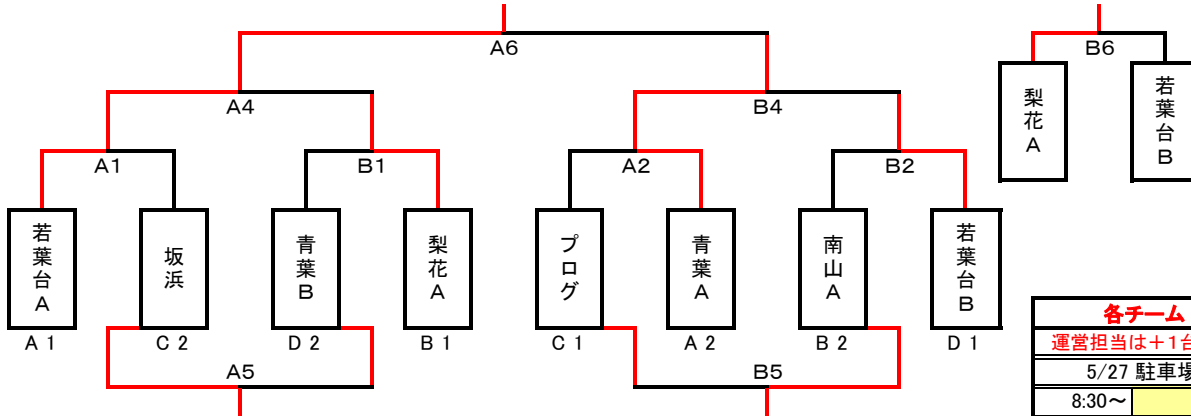 A6
B6
梨花A
若葉台B
A4
B4
A1
B1
A2
B2
若葉台A
坂浜
青葉B
梨花A
プログ
青葉A
南山A
若葉台B
A 1
C 2
D 2
B 1
C 1
A 2
B 2
D 1
A5
B5
各チーム
運営担当は+1台
5/27 駐車場
8:30~